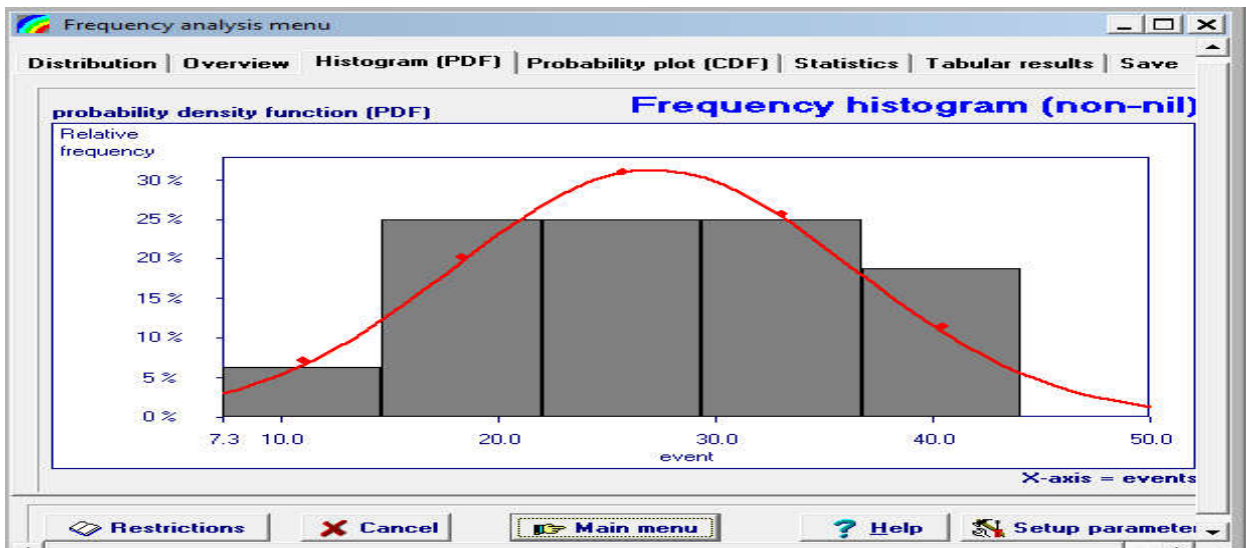 Frequency analysis menu
Distribution Overview Histogram (PDF) Probability plot (CDF) Statistics Tabular results Save
probability density function (PDF) Frequency histogram (non-nil)
Relative
frequency
30 %
25 %
20 %
15 %
10 %
5 %
0 %
7.3 10.0 20.0 30.0 40.0 50.0
event
X-axis = events
Restrictions Cancel Main menu Help Setup paramete